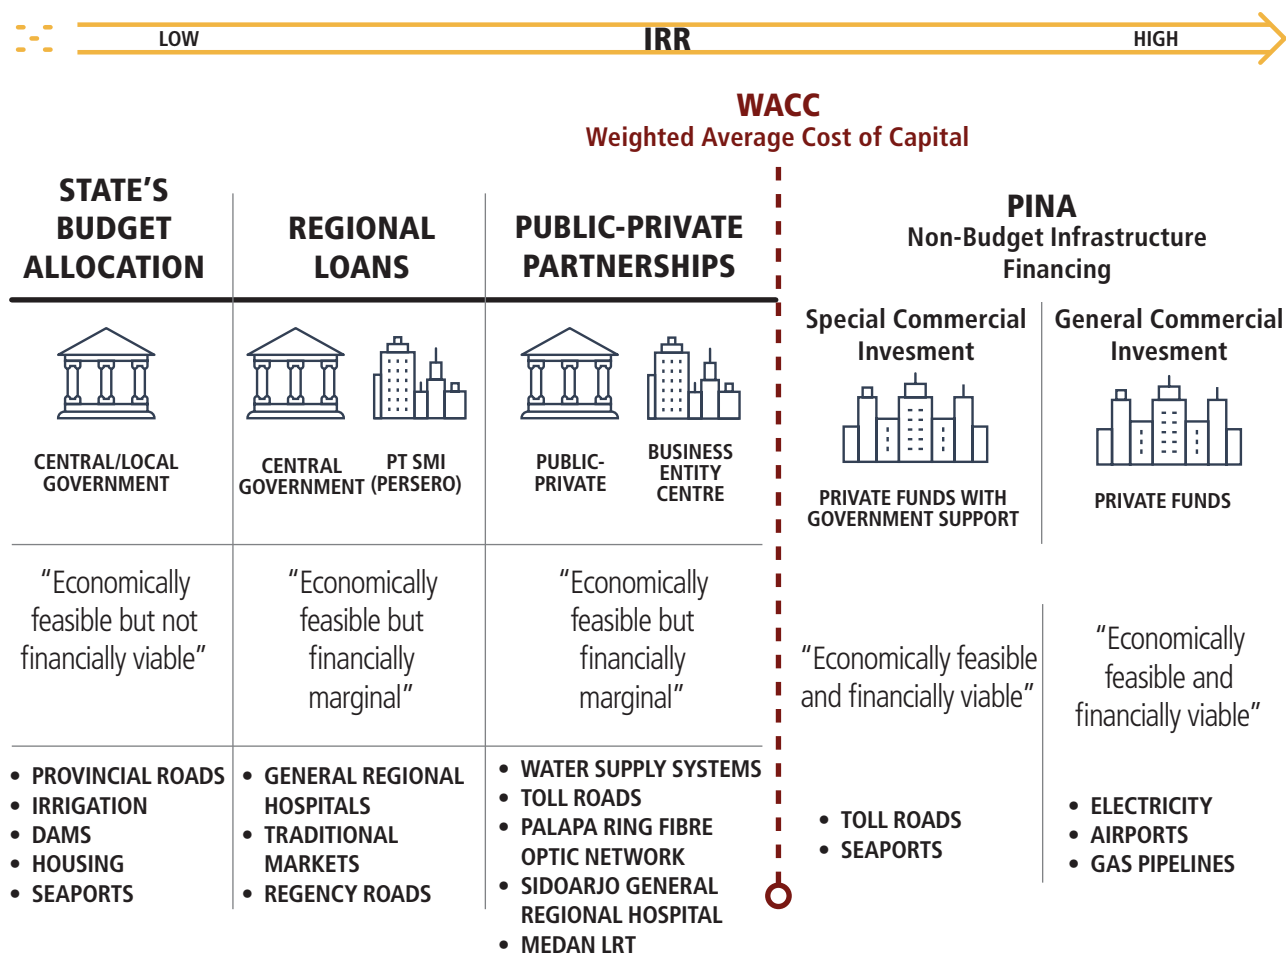 LOW
IRR
HIGH
WACC
Weighted Average Cost of Capital
STATE’S
BUDGET
ALLOCATION
REGIONAL
LOANS
PUBLIC-PRIVATE
PARTNERSHIPS
PINA
Non-Budget Infrastructure
Financing
Special Commercial
Invesment
General Commercial
Invesment
CENTRAL/LOCAL
GOVERNMENT
CENTRAL
GOVERNMENT
PT SMI
(PERSERO)
PUBLIC-
PRIVATE
BUSINESS
ENTITY
CENTRE
PRIVATE FUNDS WITH
GOVERNMENT SUPPORT
PRIVATE FUNDS
“Economically
feasible but not
financially viable”
“Economically
feasible but
financially
marginal”
“Economically
feasible but
financially
marginal”
“Economically feasible
and financially viable”
“Economically
feasible and
financially viable”
• PROVINCIAL ROADS
• IRRIGATION
• DAMS
• HOUSING
• SEAPORTS
• GENERAL REGIONAL
HOSPITALS
• TRADITIONAL
MARKETS
• REGENCY ROADS
• WATER SUPPLY SYSTEMS
• TOLL ROADS
• PALAPA RING FIBRE
OPTIC NETWORK
• SIDOARJO GENERAL
REGIONAL HOSPITAL
• MEDAN LRT
• TOLL ROADS
• SEAPORTS
• ELECTRICITY
• AIRPORTS
• GAS PIPELINES